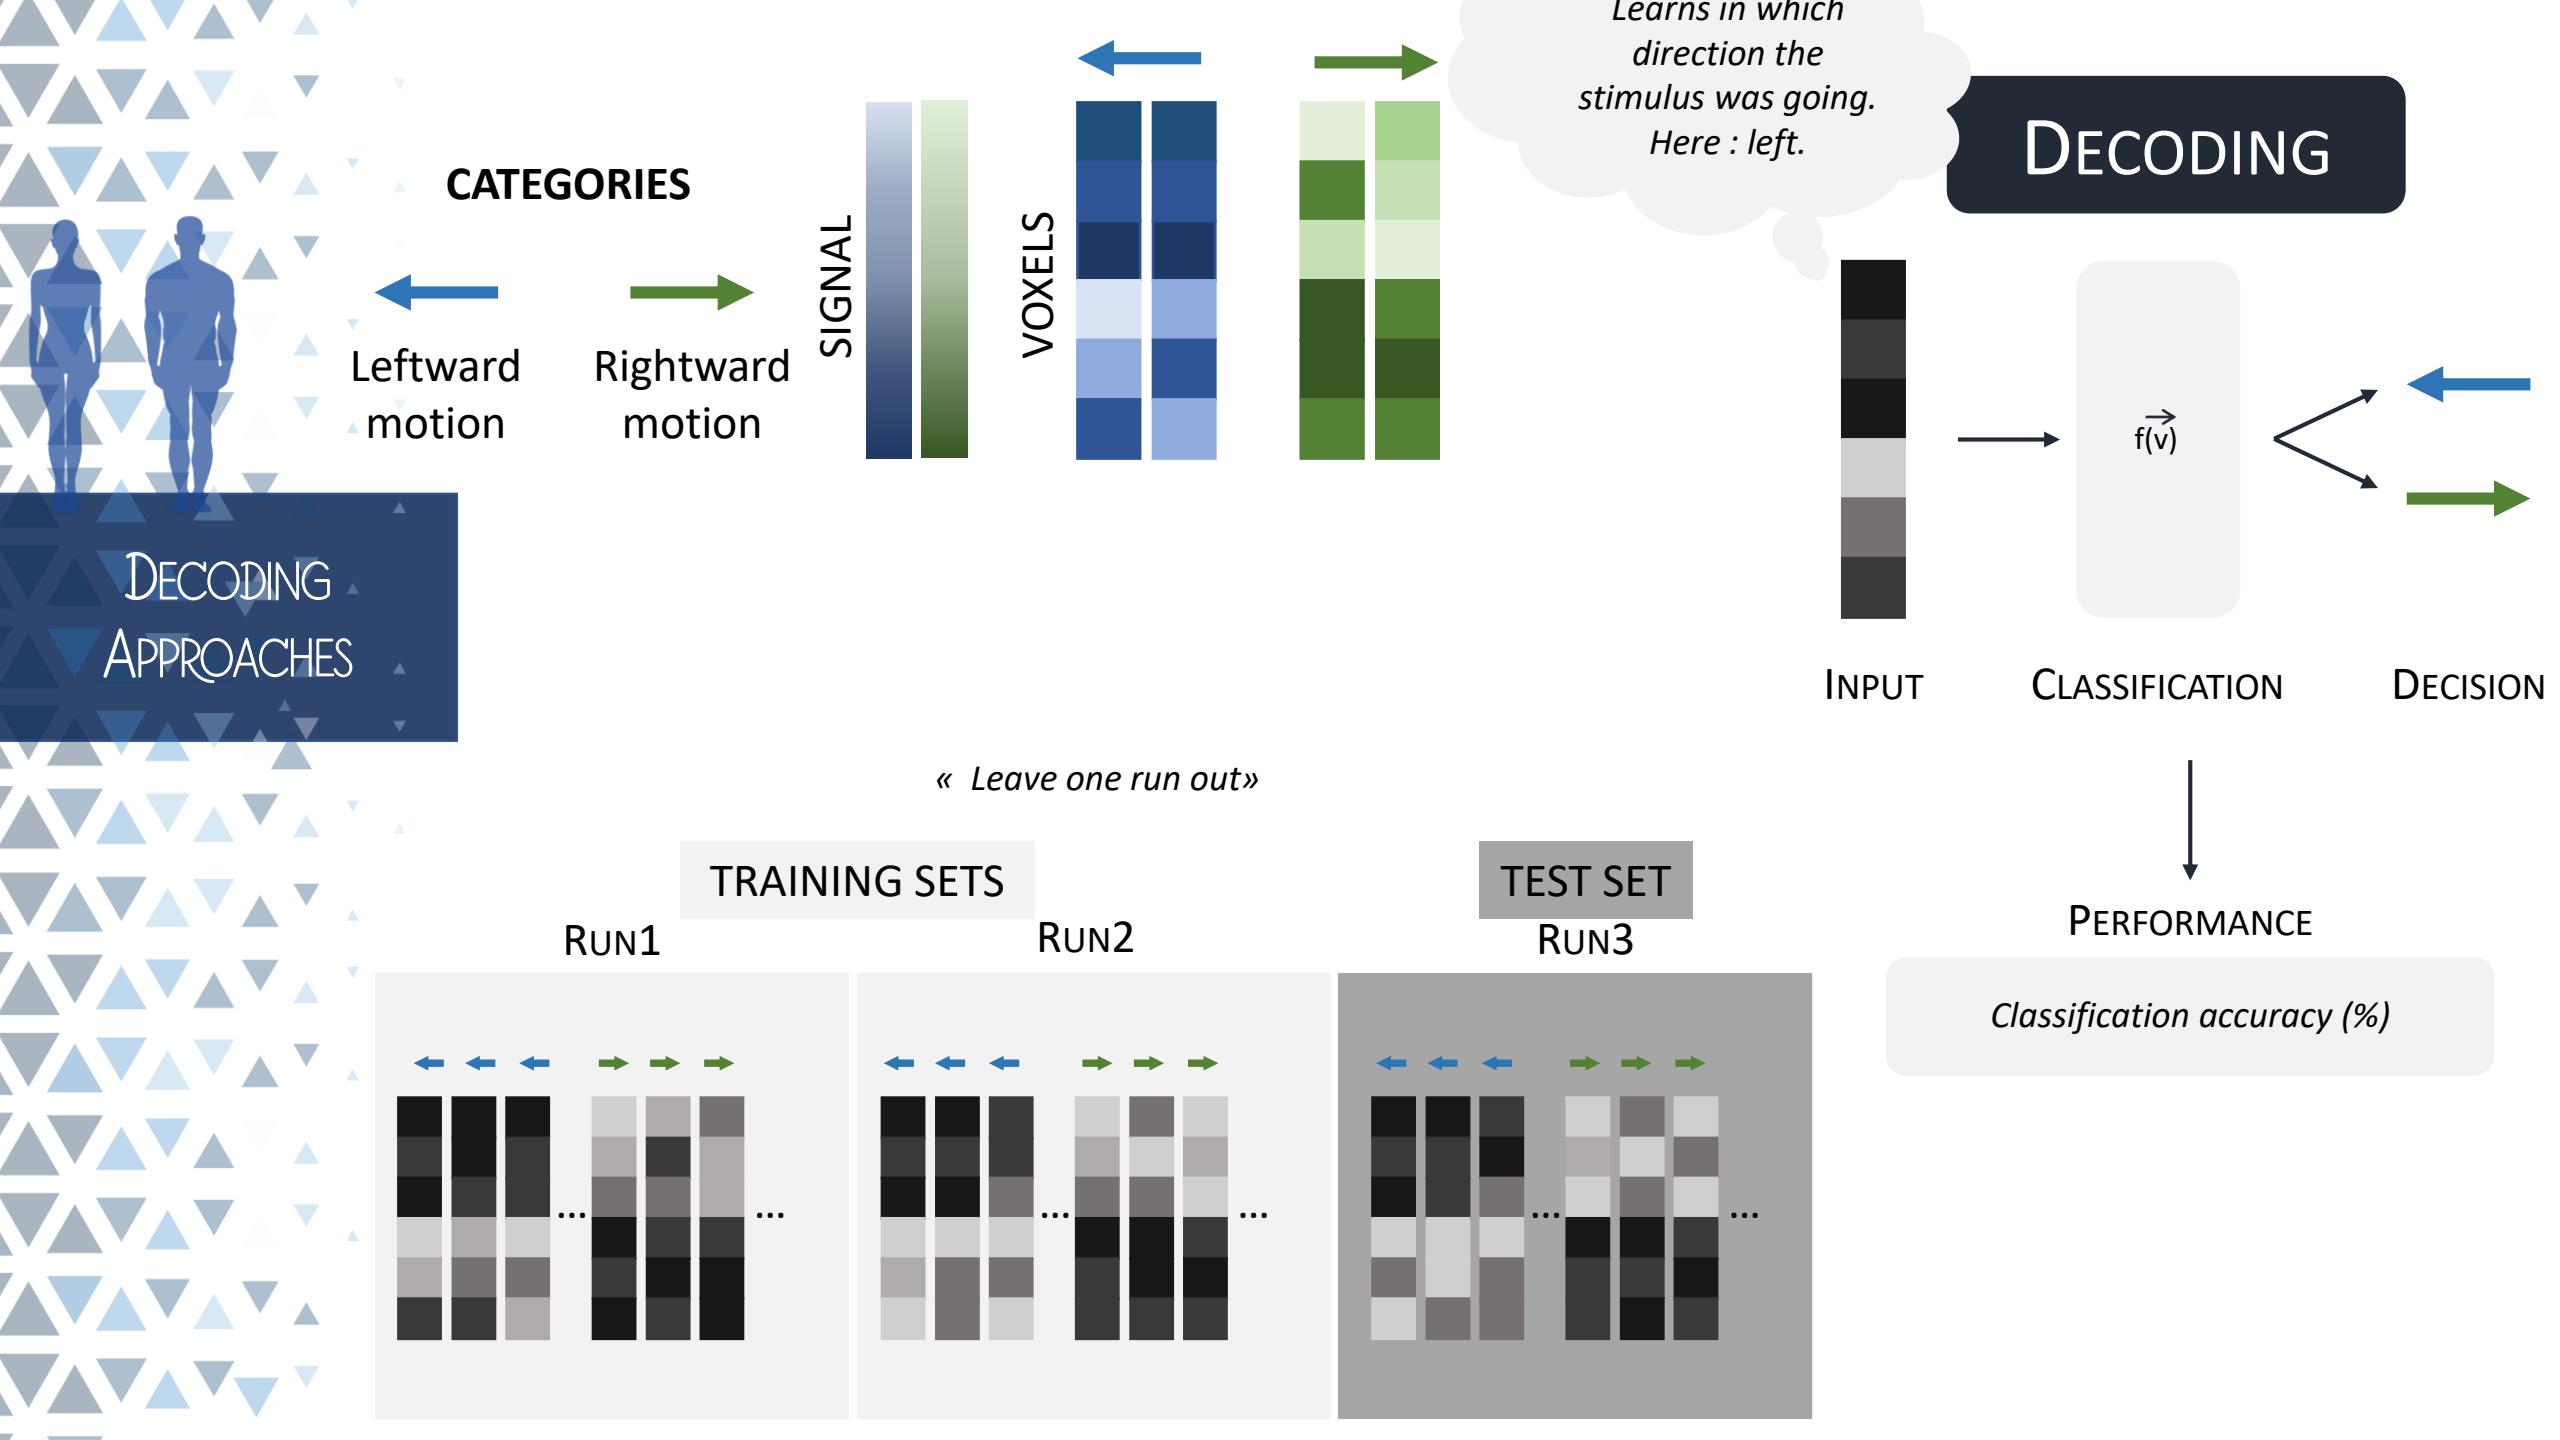 Learns in which
direction the
stimulus was going.
Here : left.
DECODING
CATEGORIES
Leftward
motion
Rightward
motion
SIGNAL
VOXELS
f(v)
DECODING
APPROACHES
INPUT
CLASSIFICATION
DECISION
« Leave one run out»
TRAINING SETS
TEST SET
RUN1
RUN2
RUN3
...
...
...
...
...
...
PERFORMANCE
Classification accuracy (%)